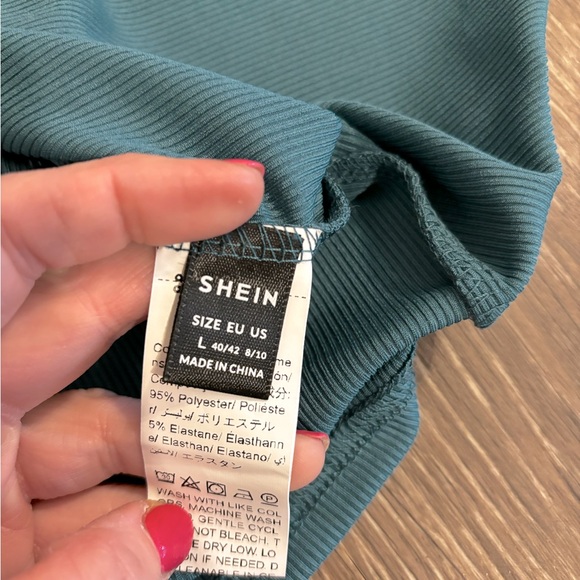 SHEIN
SIZE EU US
L 40/42 8/10
MADE IN CHINA
95% Polyester/ Polieste
r/ بوليستر/ ポリエステル
5% Elastane/ Elasthann
e/ Elasthan/ Elastano/
エラスタン
WASH WITH LIKE COL
MACHINE WASH
GENTLE CYCL
NOT BLEACH, T
E DRY LOW. LO
ION IF NEEDED. D